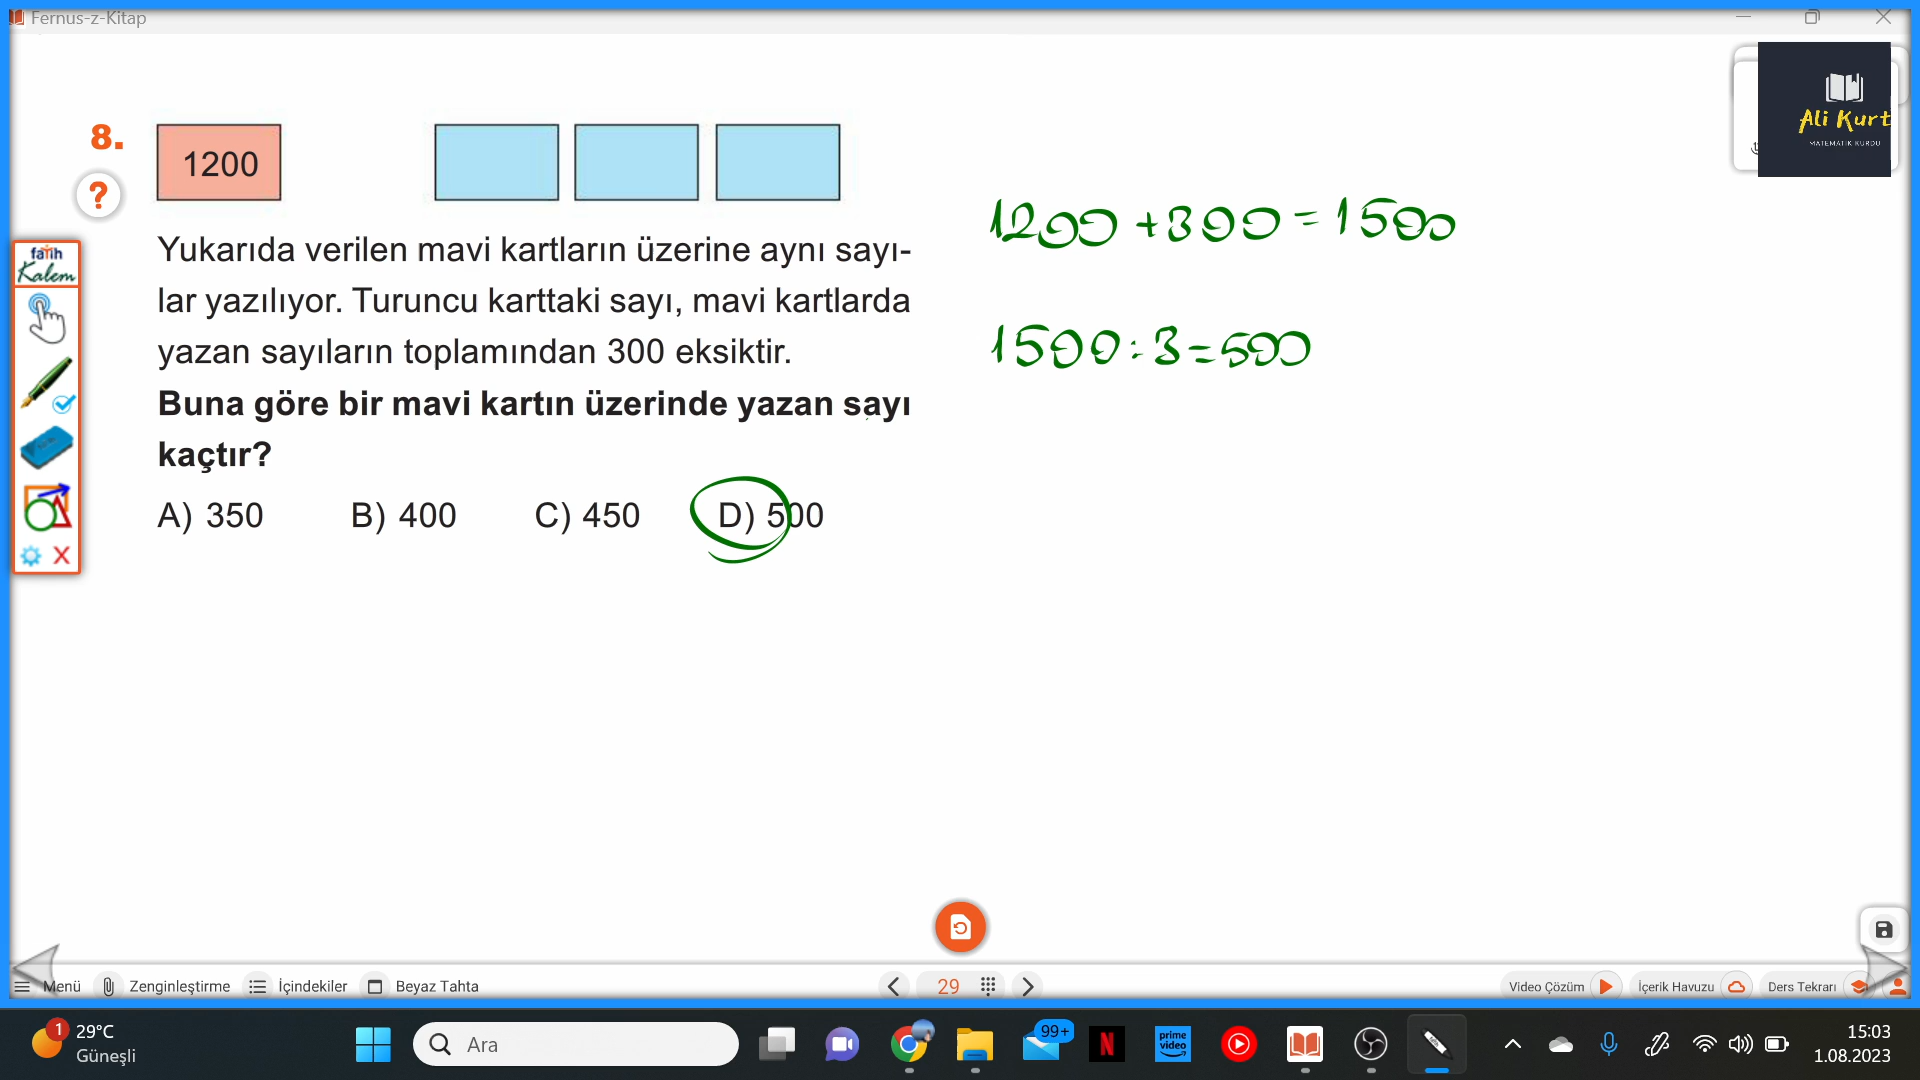 Fernus-z-Kitap
Ali Kurt
MATEMATİK KURDU
8.
1200
?
fatih
Kalem
Yukarıda verilen mavi kartların üzerine aynı sayı-
lar yazılıyor. Turuncu karttaki sayı, mavi kartlarda
yazan sayıların toplamından 300 eksiktir.
Buna göre bir mavi kartın üzerinde yazan sayı
kaçtır?
A) 350 B) 400 C) 450 D) 500
1200 + 300 = 1500
1500 : 3 = 500
Menü Zenginleştirme İçindekiler Beyaz Tahta 29 Video Çözüm İçerik Havuzu Ders Tekrarı
1 29°C
Güneşli
Ara
99+
N
prime
video
15:03
1.08.2023